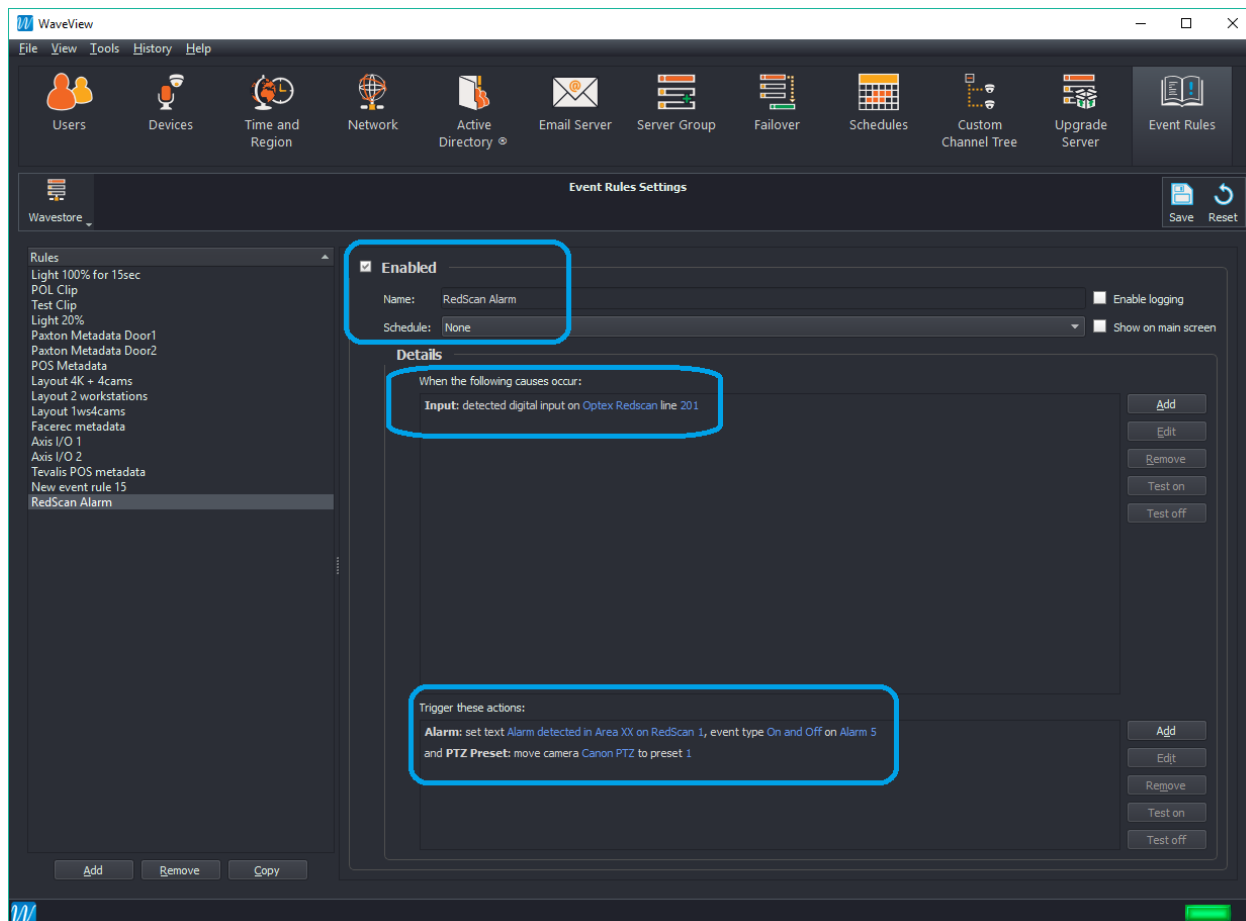 WaveView
File View Tools History Help
Users
Devices
Time and
Region
Network
Active
Directory ®
Email Server
Server Group
Failover
Schedules
Custom
Channel Tree
Upgrade
Server
Event Rules
Wavestore
Event Rules Settings
Save
Reset
Rules
Light 100% for 15sec
POL Clip
Test Clip
Light 20%
Paxton Metadata Door1
Paxton Metadata Door2
POS Metadata
Layout 4K + 4cams
Layout 2 workstations
Layout 1ws4cams
Facerec metadata
Axis I/O 1
Axis I/O 2
Tevalis POS metadata
New event rule 15
RedScan Alarm
Add
Remove
Copy
Enabled
Name: RedScan Alarm
Enable logging
Schedule: None
Show on main screen
Details
When the following causes occur:
Input: detected digital input on Optex Redscan line 201
Add
Edit
Remove
Test on
Test off
Trigger these actions:
Alarm: set text Alarm detected in Area XX on RedScan 1, event type On and Off on Alarm 5
and PTZ Preset: move camera Canon PTZ to preset 1
Add
Edit
Remove
Test on
Test off